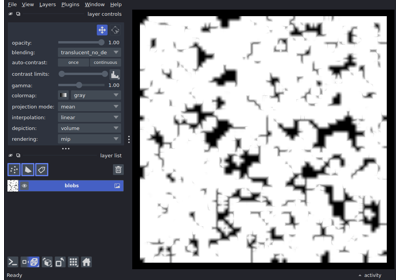 File View Layers Plugins Window Help
layer controls
opacity: 1.00
blending: translucent_no_de
auto-contrast: once continuous
contrast limits:
gamma: 1.00
colormap: gray
projection mode: mean
interpolation: linear
depiction: volume
rendering: mip
layer list
blobs
Ready activity